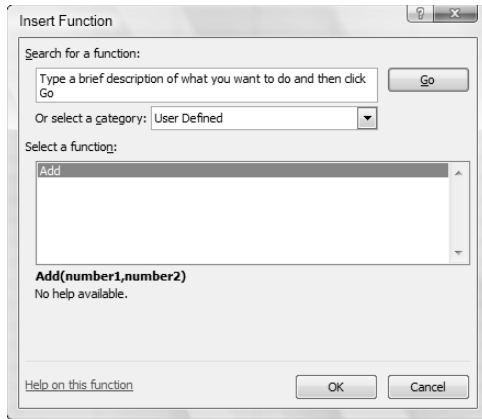 Insert Function
Search for a function:
Type a brief description of what you want to do and then click
Go
Go
Or select a category: User Defined
Select a function:
Add
Add(number1,number2)
No help available.
Help on this function
OK Cancel